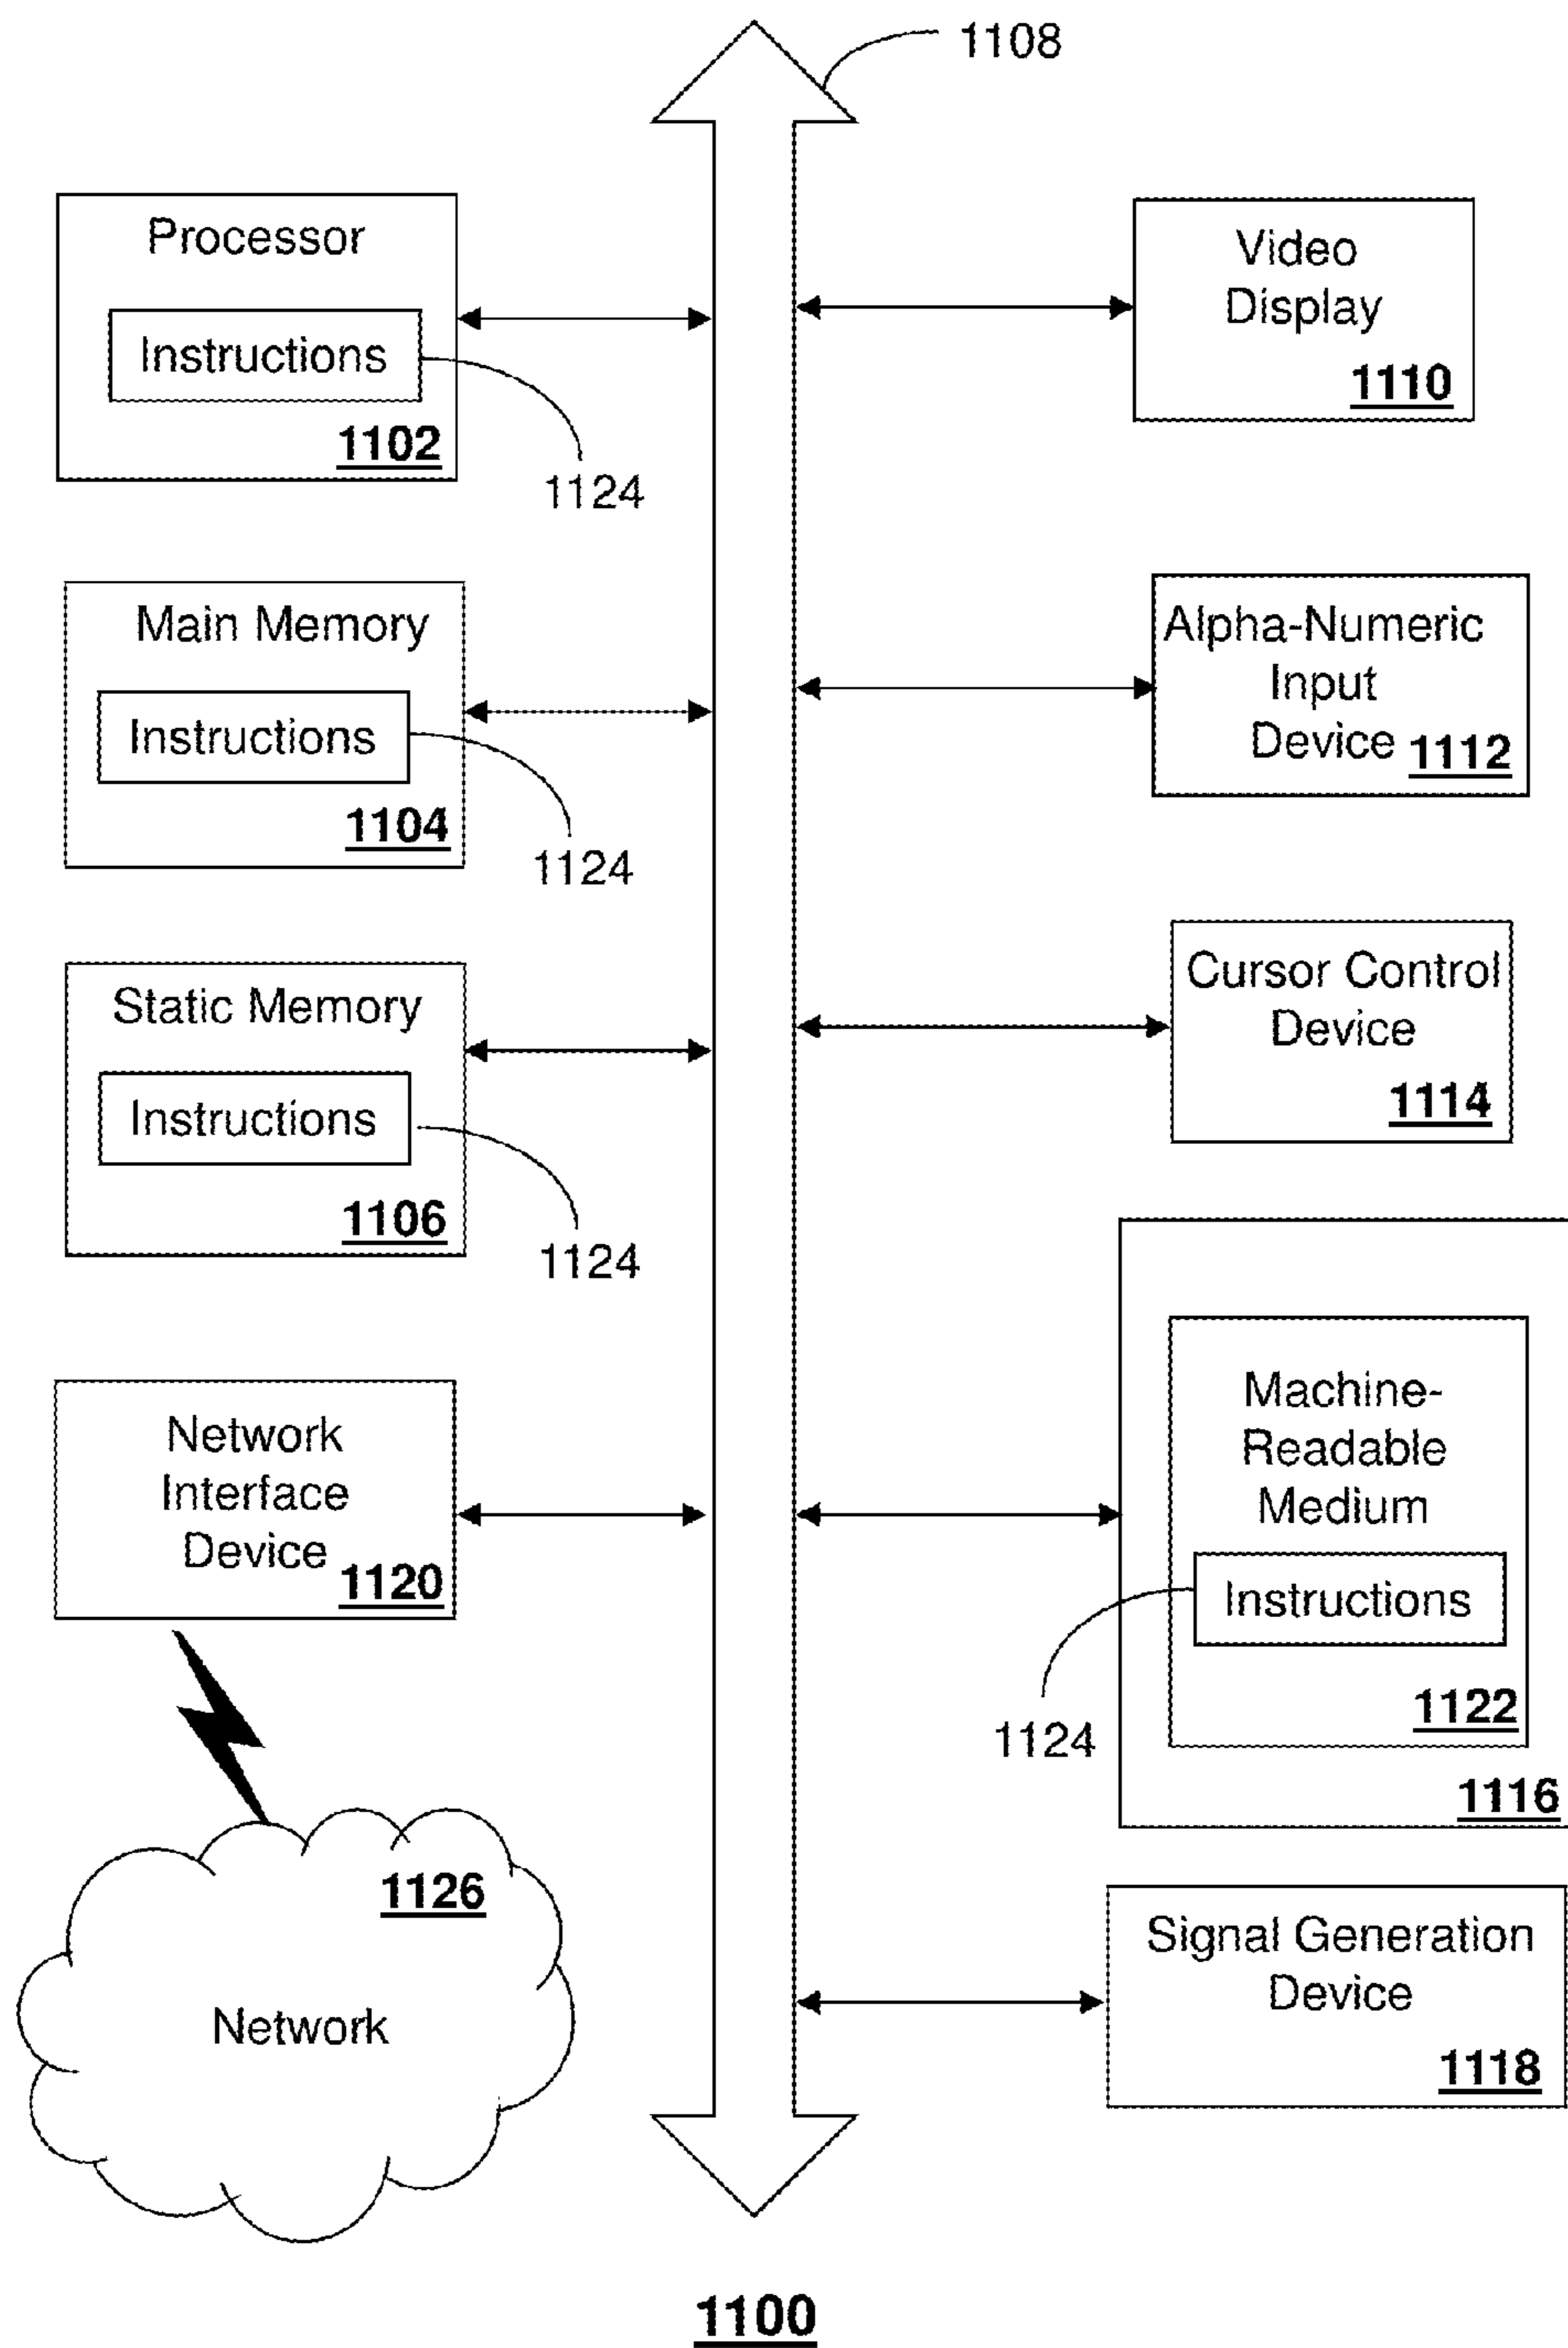 1108
Processor
Instructions
1102
1124
Video
Display
1110
Main Memory
Instructions
1104
1124
Alpha-Numeric
Input
Device 1112
Static Memory
Instructions
1106
1124
Cursor Control
Device
1114
Network
Interface
Device
1120
Machine-
Readable
Medium
Instructions
1122
1124
1116
1126
Network
Signal Generation
Device
1118
1100